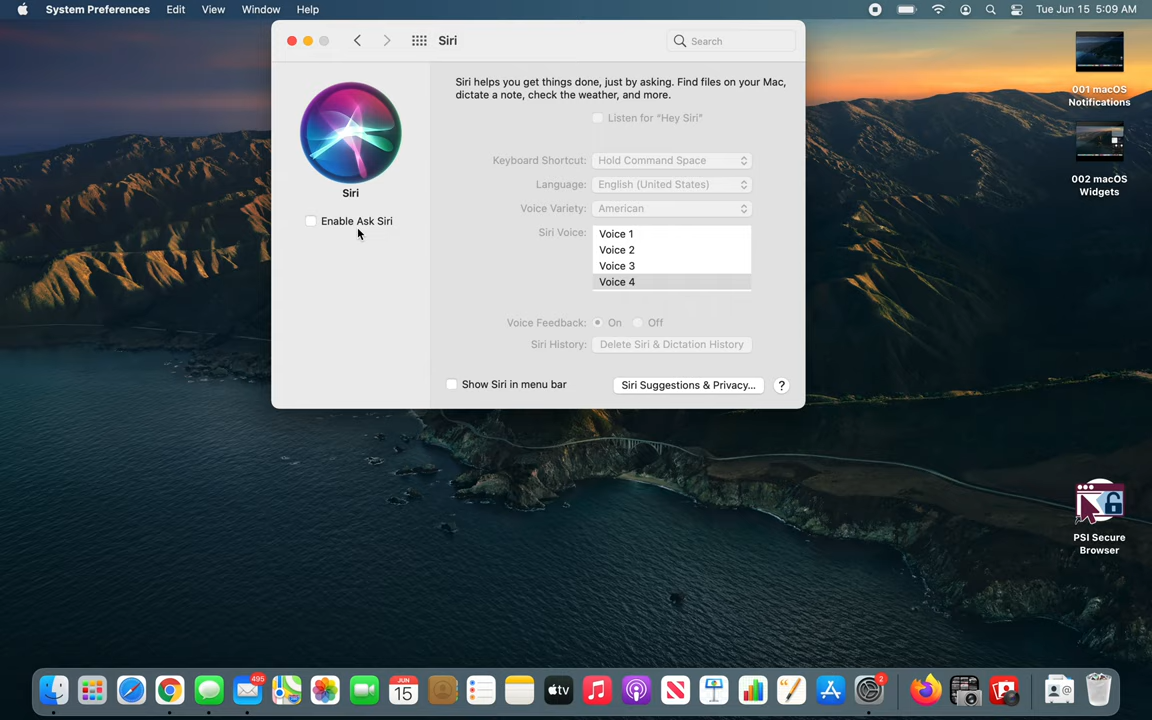 System Preferences Edit View Window Help Tue Jun 15 5:09 AM
Siri Search
Siri helps you get things done, just by asking. Find files on your Mac,
dictate a note, check the weather, and more.
Listen for “Hey Siri”
Siri
Enable Ask Siri
Keyboard Shortcut: Hold Command Space
Language: English (United States)
Voice Variety: American
Siri Voice: Voice 1
Voice 2
Voice 3
Voice 4
Voice Feedback: On Off
Siri History: Delete Siri & Dictation History
Show Siri in menu bar Siri Suggestions & Privacy... ?
001 macOS
Notifications
002 macOS
Widgets
PSI Secure
Browser
495
JUN
15
tv
2